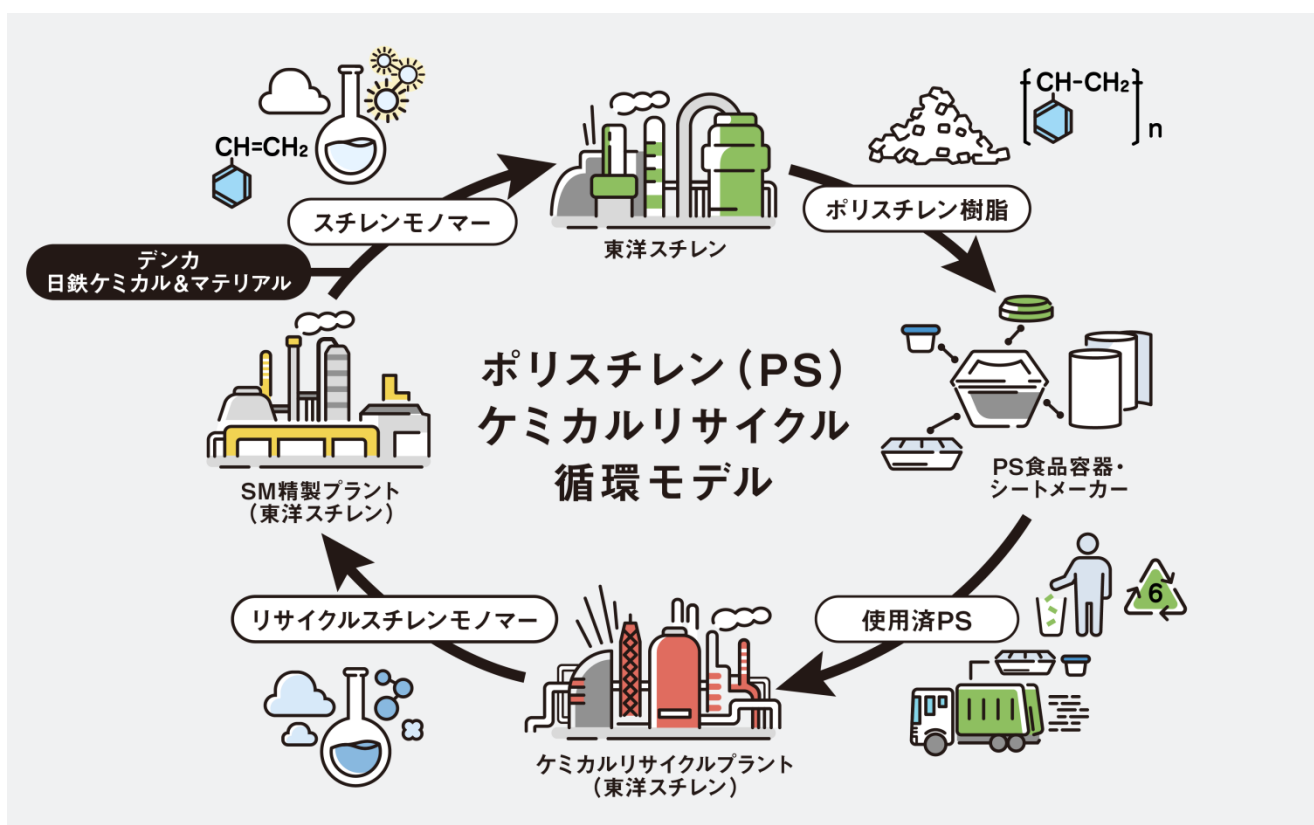 CH=CH₂
スチレンモノマー
デンカ
日鉄ケミカル&マテリアル
東洋スチレン
CH-CH₂
n
ポリスチレン樹脂
ポリスチレン(PS)
ケミカルリサイクル
循環モデル
PS食品容器・
シートメーカー
SM精製プラント
(東洋スチレン)
6
使用済PS
リサイクルスチレンモノマー
ケミカルリサイクルプラント
(東洋スチレン)